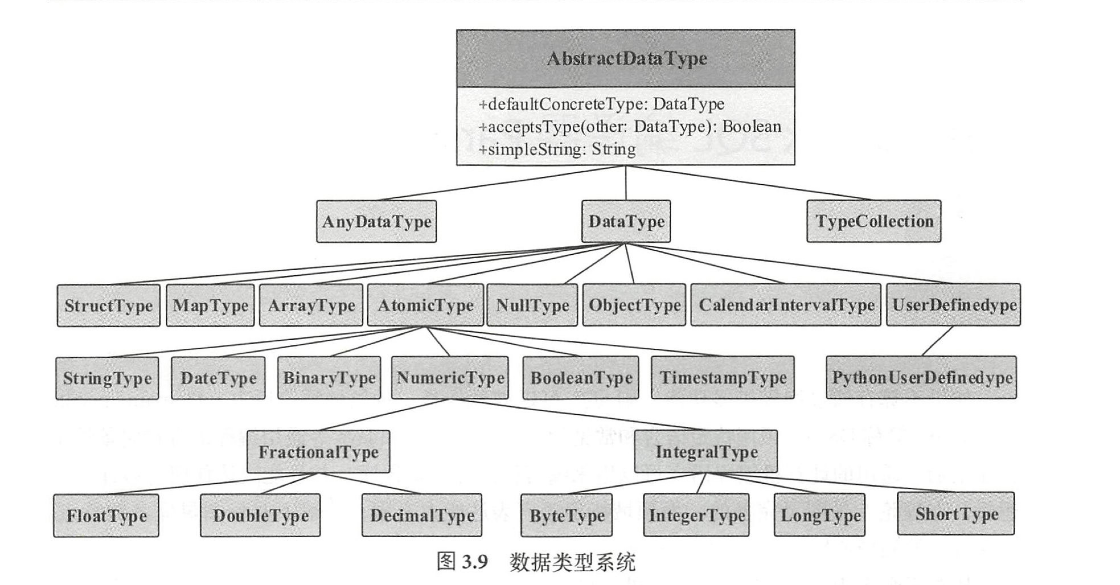 AbstractDataType
+defaultConcreteType: DataType
+acceptsType(other: DataType): Boolean
+simpleString: String
AnyDataType DataType TypeCollection
StructType MapType ArrayType AtomicType NullType ObjectType CalendarIntervalType UserDefinedype
StringType DateType BinaryType NumericType BooleanType TimestampType PythonUserDefinedype
FractionalType IntegralType
FloatType DoubleType DecimalType ByteType IntegerType LongType ShortType
图 3.9 数据类型系统